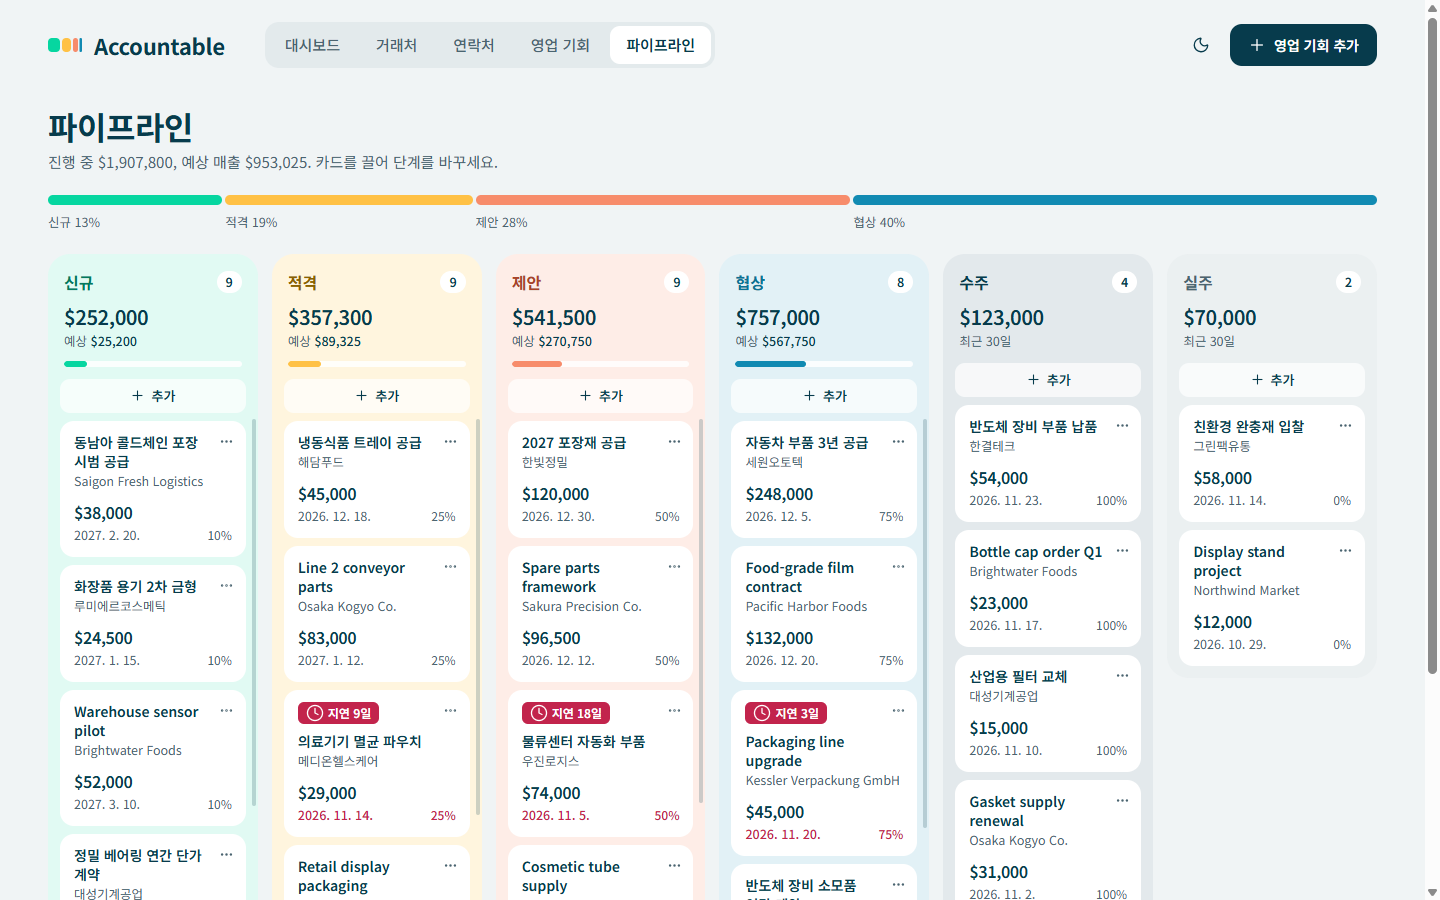 Accountable
대시보드
거래처
연락처
영업 기회
파이프라인
영업 기회 추가
파이프라인
진행 중 $1,907,800, 예상 매출 $953,025. 카드를 끌어 단계를 바꾸세요.
신규 13%
적격 19%
제안 28%
협상 40%
신규
9
$252,000
예상 $25,200
추가
동남아 콜드체인 포장
시범 공급
Saigon Fresh Logistics
$38,000
2027. 2. 20.
10%
화장품 용기 2차 금형
루미에르코스메틱
$24,500
2027. 1. 15.
10%
Warehouse sensor
pilot
Brightwater Foods
$52,000
2027. 3. 10.
10%
정밀 베어링 연간 단가
계약
대성기계공업
적격
9
$357,300
예상 $89,325
추가
냉동식품 트레이 공급
해담푸드
$45,000
2026. 12. 18.
25%
Line 2 conveyor
parts
Osaka Kogyo Co.
$83,000
2027. 1. 12.
25%
지연 9일
의료기기 멸균 파우치
메디온헬스케어
$29,000
2026. 11. 14.
25%
Retail display
packaging
제안
9
$541,500
예상 $270,750
추가
2027 포장재 공급
한빛정밀
$120,000
2026. 12. 30.
50%
Spare parts
framework
Sakura Precision Co.
$96,500
2026. 12. 12.
50%
지연 18일
물류센터 자동화 부품
우진로지스
$74,000
2026. 11. 5.
50%
Cosmetic tube
supply
협상
8
$757,000
예상 $567,750
추가
자동차 부품 3년 공급
세원오토텍
$248,000
2026. 12. 5.
75%
Food-grade film
contract
Pacific Harbor Foods
$132,000
2026. 12. 20.
75%
지연 3일
Packaging line
upgrade
Kessler Verpackung GmbH
$45,000
2026. 11. 20.
75%
반도체 장비 소모품
수주
4
$123,000
최근 30일
추가
반도체 장비 부품 납품
한결테크
$54,000
2026. 11. 23.
100%
Bottle cap order Q1
Brightwater Foods
$23,000
2026. 11. 17.
100%
산업용 필터 교체
대성기계공업
$15,000
2026. 11. 10.
100%
Gasket supply
renewal
Osaka Kogyo Co.
$31,000
2026. 11. 2.
100%
실주
2
$70,000
최근 30일
추가
친환경 완충재 입찰
그린팩유통
$58,000
2026. 11. 14.
0%
Display stand
project
Northwind Market
$12,000
2026. 10. 29.
0%